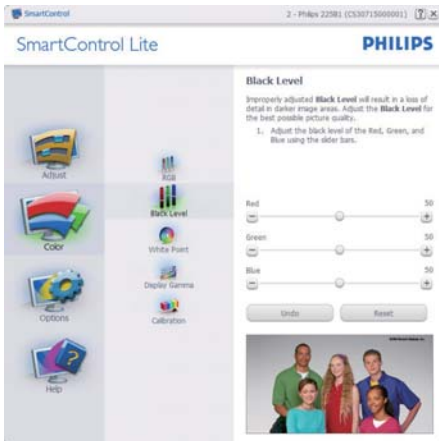 SmartControl
2 - Philips 225B1 (CS30715000001)
SmartControl Lite
PHILIPS
Adjust
Color
Options
Help
RGB
Black Level
White Point
Display Gamma
Calibration
Black Level
Improperly adjusted Black Level will result in a loss of
detail in darker image areas. Adjust the Black Level for
the best possible picture quality.
1. Adjust the black level of the Red, Green, and
Blue using the slider bars.
Red 50
Green 50
Blue 50
Undo
Reset